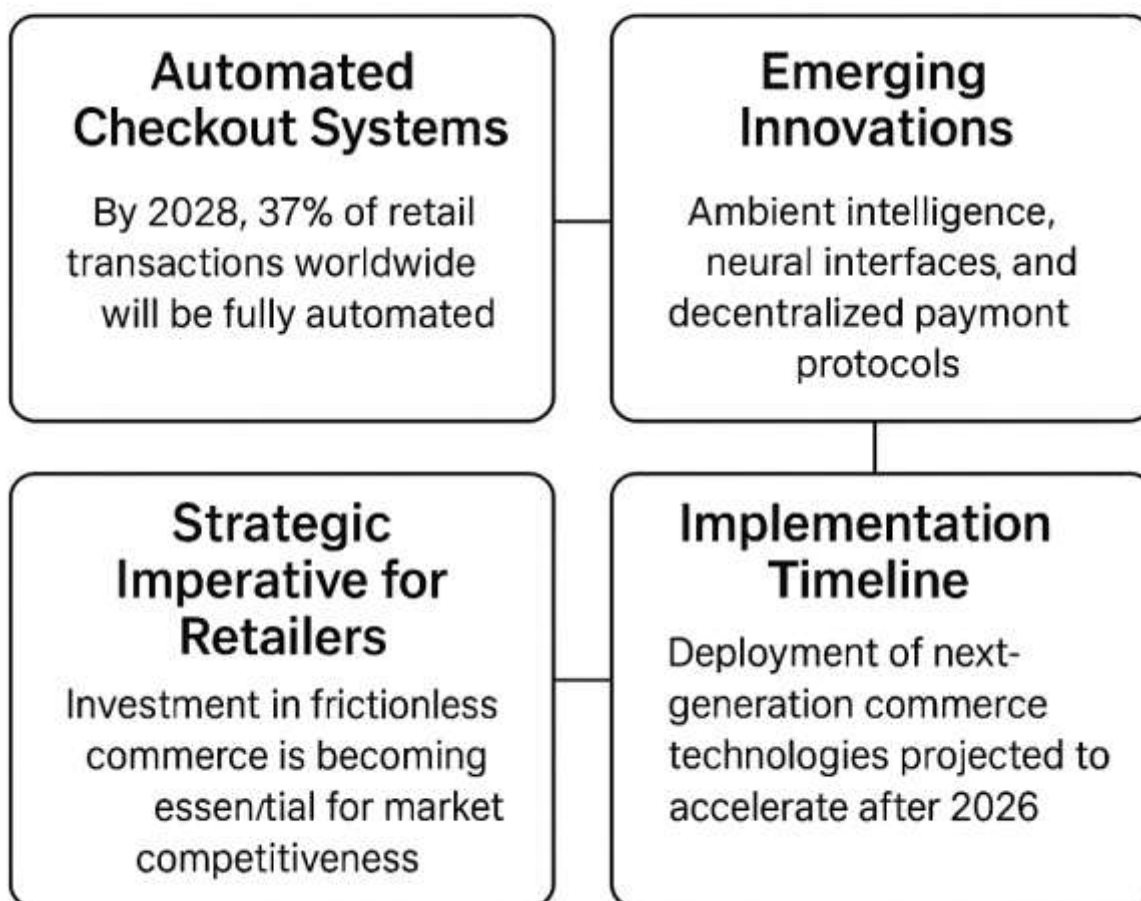 Automated
Checkout Systems
By 2028, 37% of retail
transactions worldwide
will be fully automated
Emerging
Innovations
Ambient intelligence,
neural interfaces, and
decentralized paymont
protocols
Strategic
Imperative for
Retailers
Investment in frictionless
commerce is becoming
essen/tial for market
competitiveness
Implementation
Timeline
Deployment of next-
generation commerce
technologies projected to
accelerate after 2026